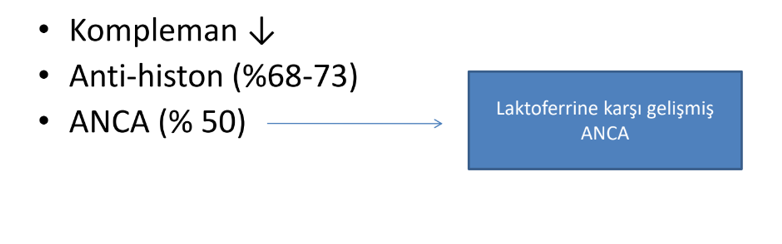 • Kompleman ↓
• Anti-histon (%68-73)
• ANCA (% 50)
Laktoferrine karşı gelişmiş
ANCA